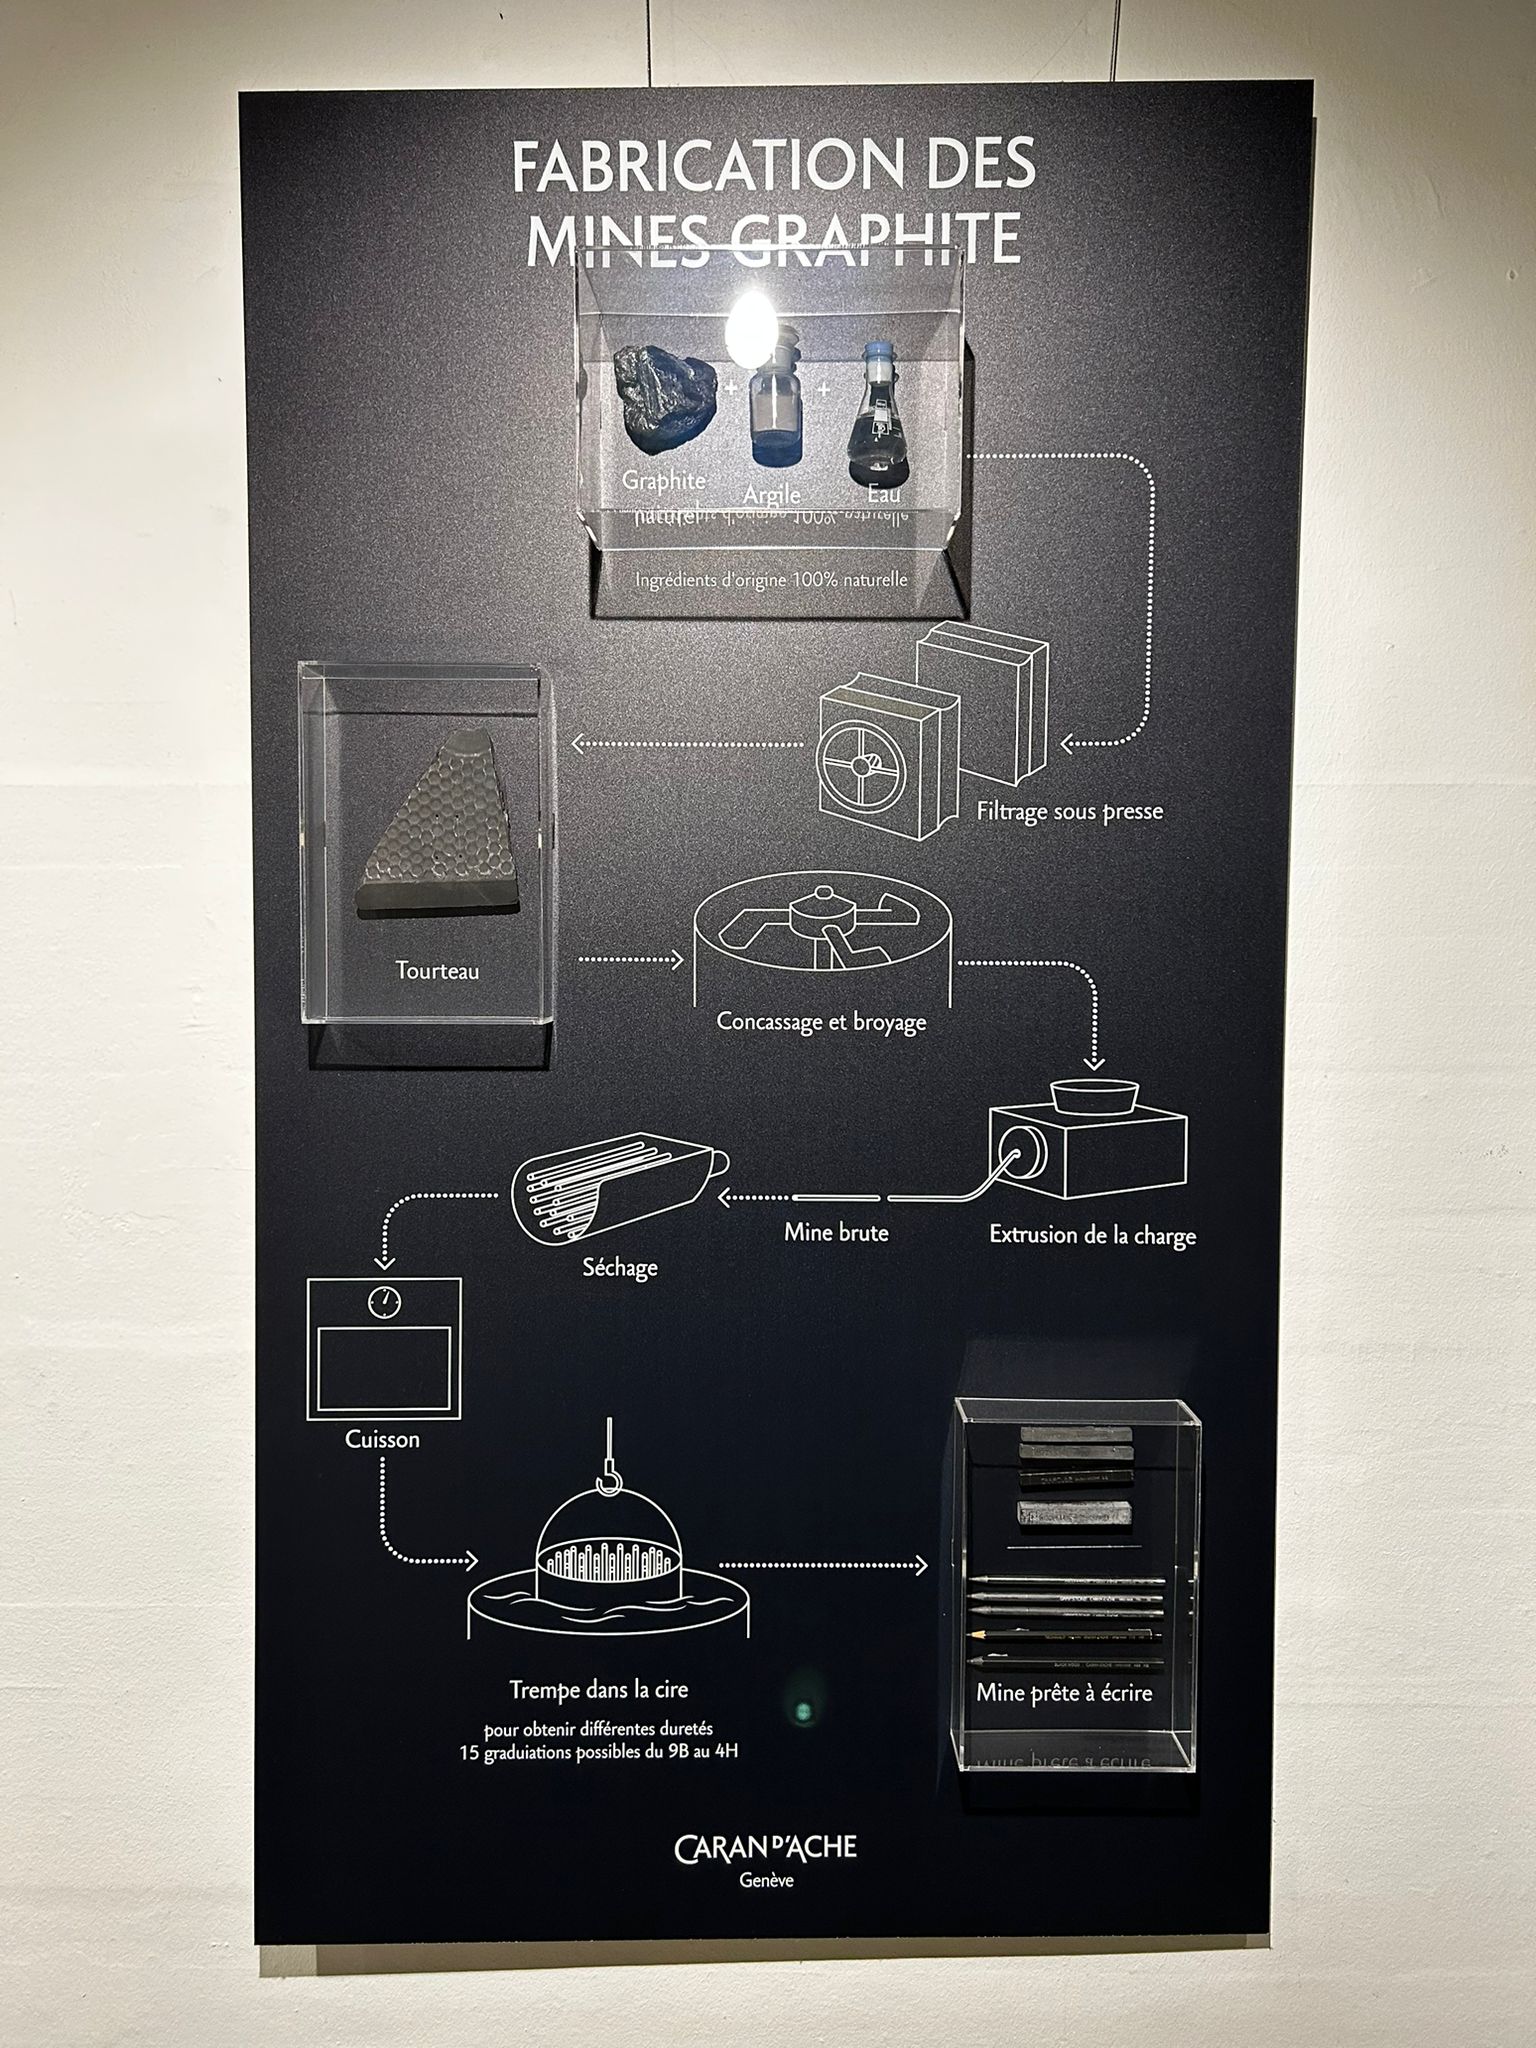 FABRICATION DES
MINES GRAPHITE
+
+
Graphite
naturel
Argile
Eau
Ingrédients d'origine 100% naturelle
Filtrage sous presse
Tourteau
Concassage et broyage
Extrusion de la charge
Mine brute
Séchage
Cuisson
Trempe dans la cire
pour obtenir différentes duretés
15 graduiations possibles du 9B au 4H
Mine prête à écrire
CARAN D'ACHE
Genève